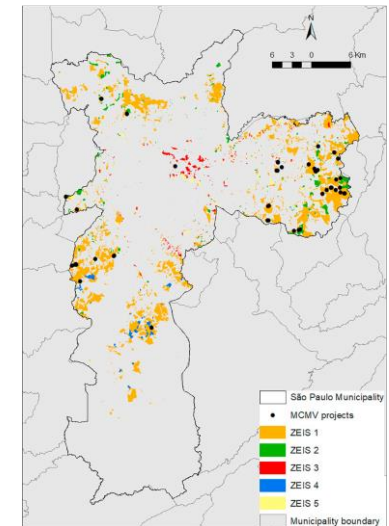 N
6 3 0 6 Km
São Paulo Municipality
MCMV projects
ZEIS 1
ZEIS 2
ZEIS 3
ZEIS 4
ZEIS 5
Municipality boundary